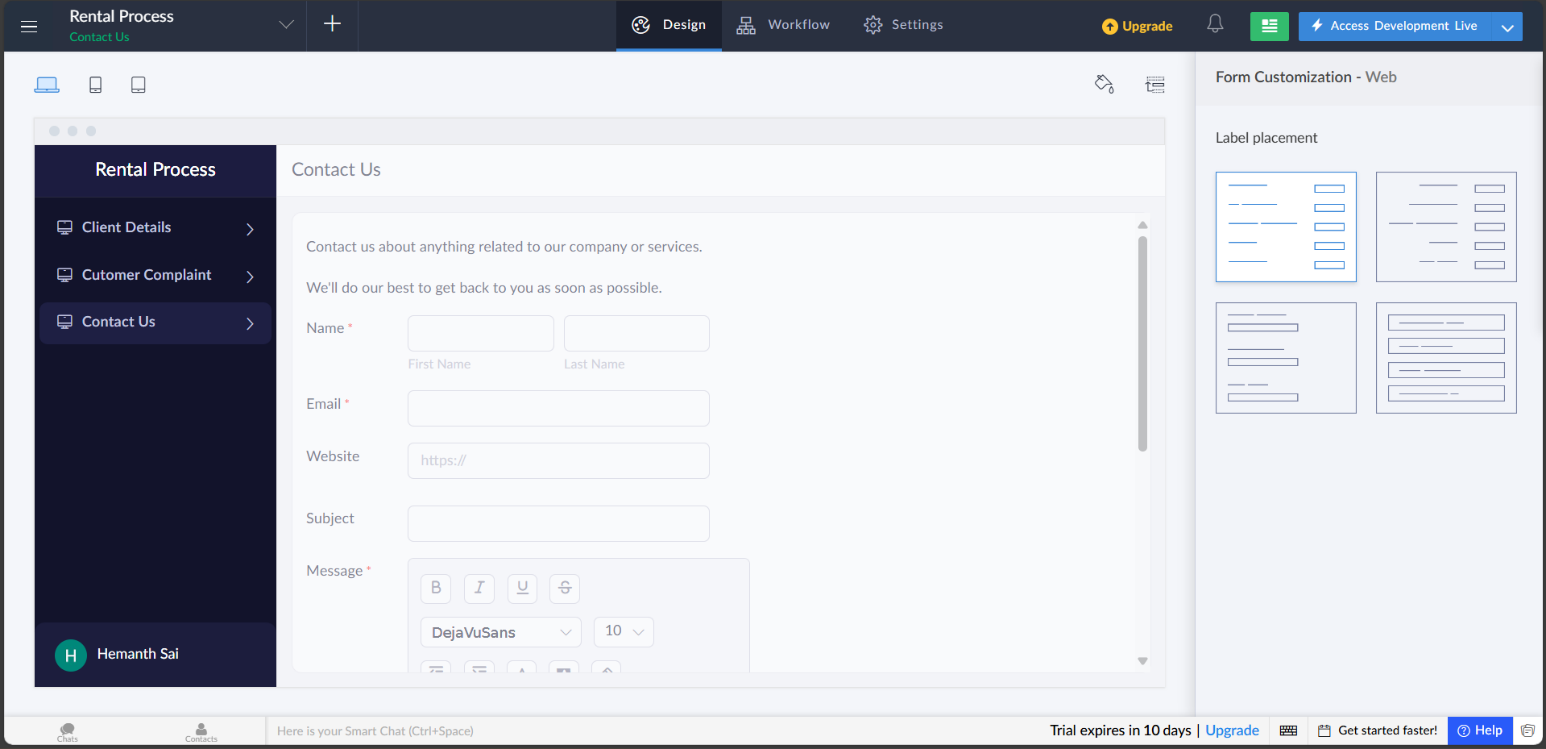 Rental Process
Contact Us
Design
Workflow
Settings
Upgrade
Access Development Live
Form Customization - Web
Label placement
Rental Process
Client Details
Cutomer Complaint
Contact Us
H
Hemanth Sai
Contact Us
Contact us about anything related to our company or services.
We'll do our best to get back to you as soon as possible.
Name *
First Name
Last Name
Email *
Website
https://
Subject
Message *
B I U S
DejaVuSans
10
Chats
Contacts
Here is your Smart Chat (Ctrl+Space)
Trial expires in 10 days | Upgrade
Get started faster!
Help